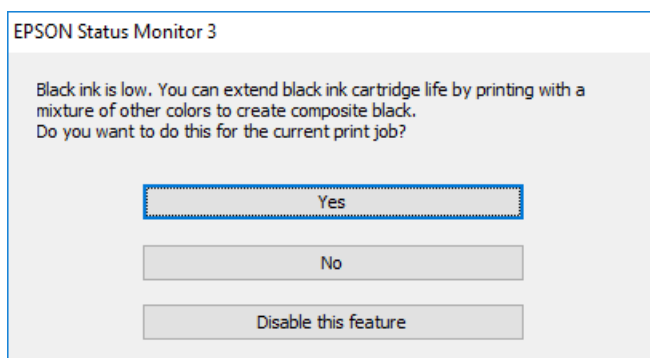 EPSON Status Monitor 3
Black ink is low. You can extend black ink cartridge life by printing with a
mixture of other colors to create composite black.
Do you want to do this for the current print job?
Yes
No
Disable this feature